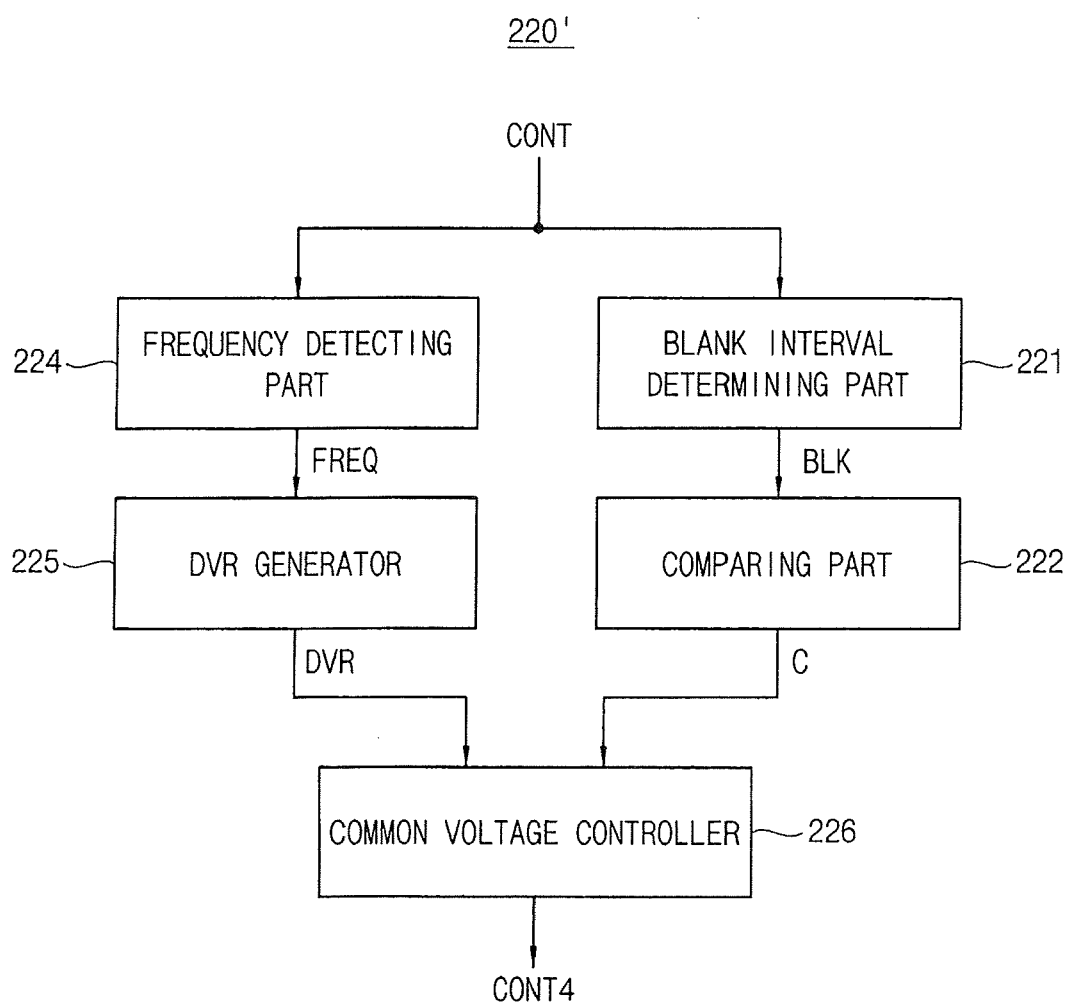 220'
CONT
FREQUENCY DETECTING
PART
224
BLANK INTERVAL
DETERMINING PART
221
FREQ
BLK
225
DVR GENERATOR
COMPARING PART
222
DVR
C
COMMON VOLTAGE CONTROLLER
226
CONT4